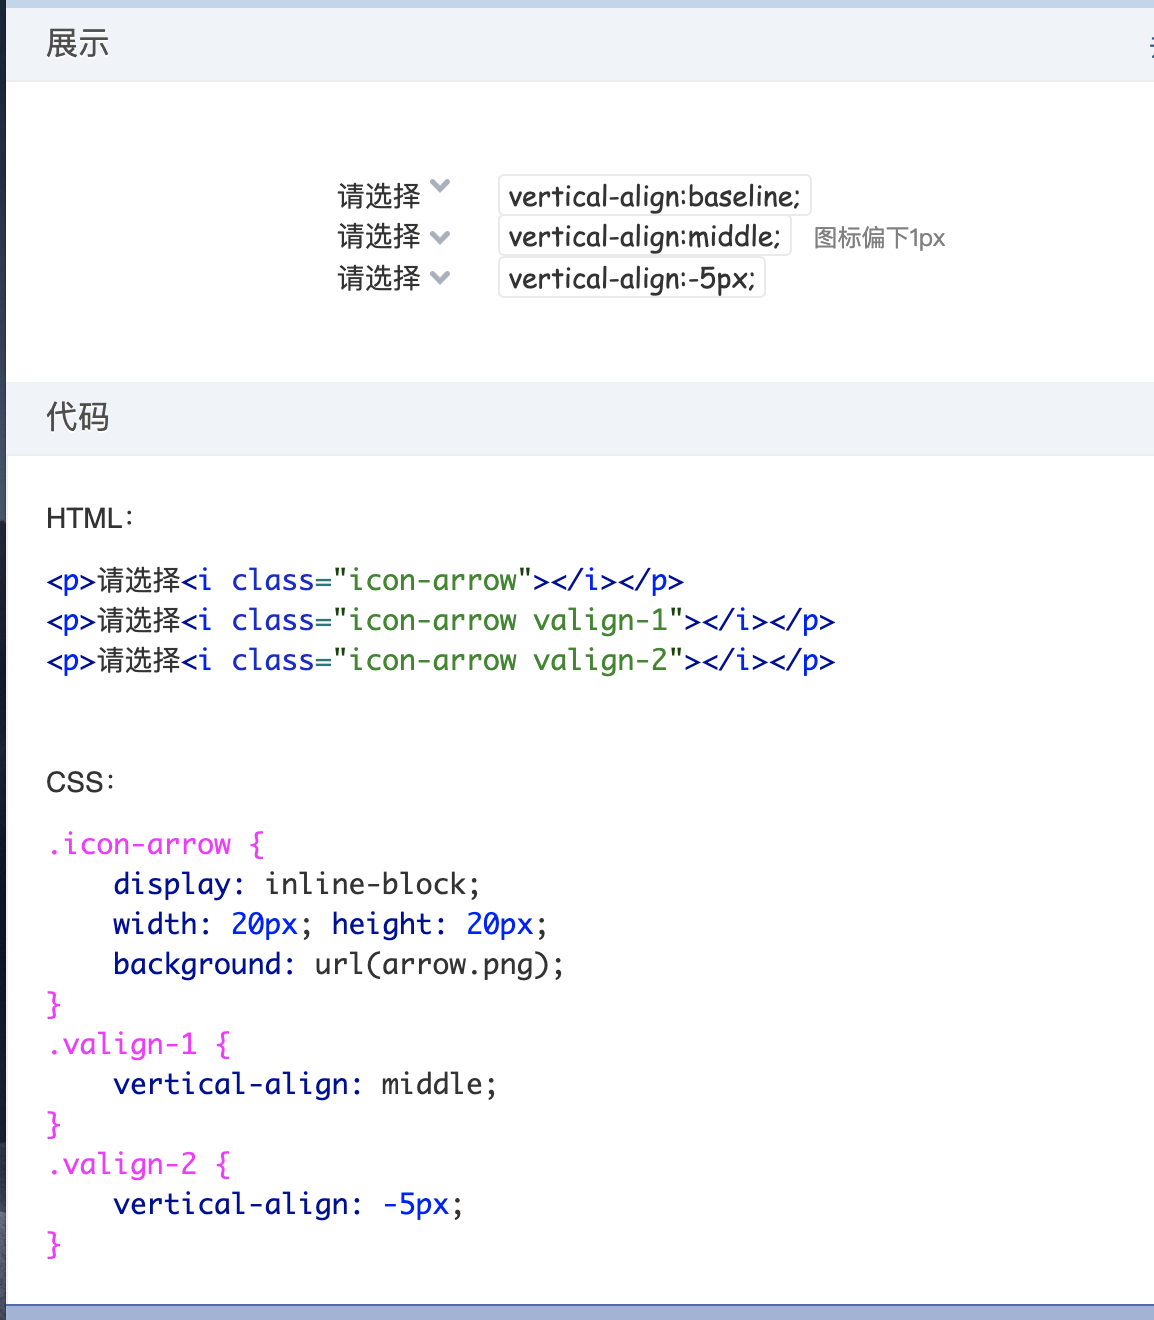 展示
请选择 vertical-align:baseline;
请选择 vertical-align:middle; 图标偏下1px
请选择 vertical-align:-5px;
代码
HTML：
<p>请选择<i class="icon-arrow"></i></p>
<p>请选择<i class="icon-arrow valign-1"></i></p>
<p>请选择<i class="icon-arrow valign-2"></i></p>
CSS：
.icon-arrow {
    display: inline-block;
    width: 20px; height: 20px;
    background: url(arrow.png);
}
.valign-1 {
    vertical-align: middle;
}
.valign-2 {
    vertical-align: -5px;
}